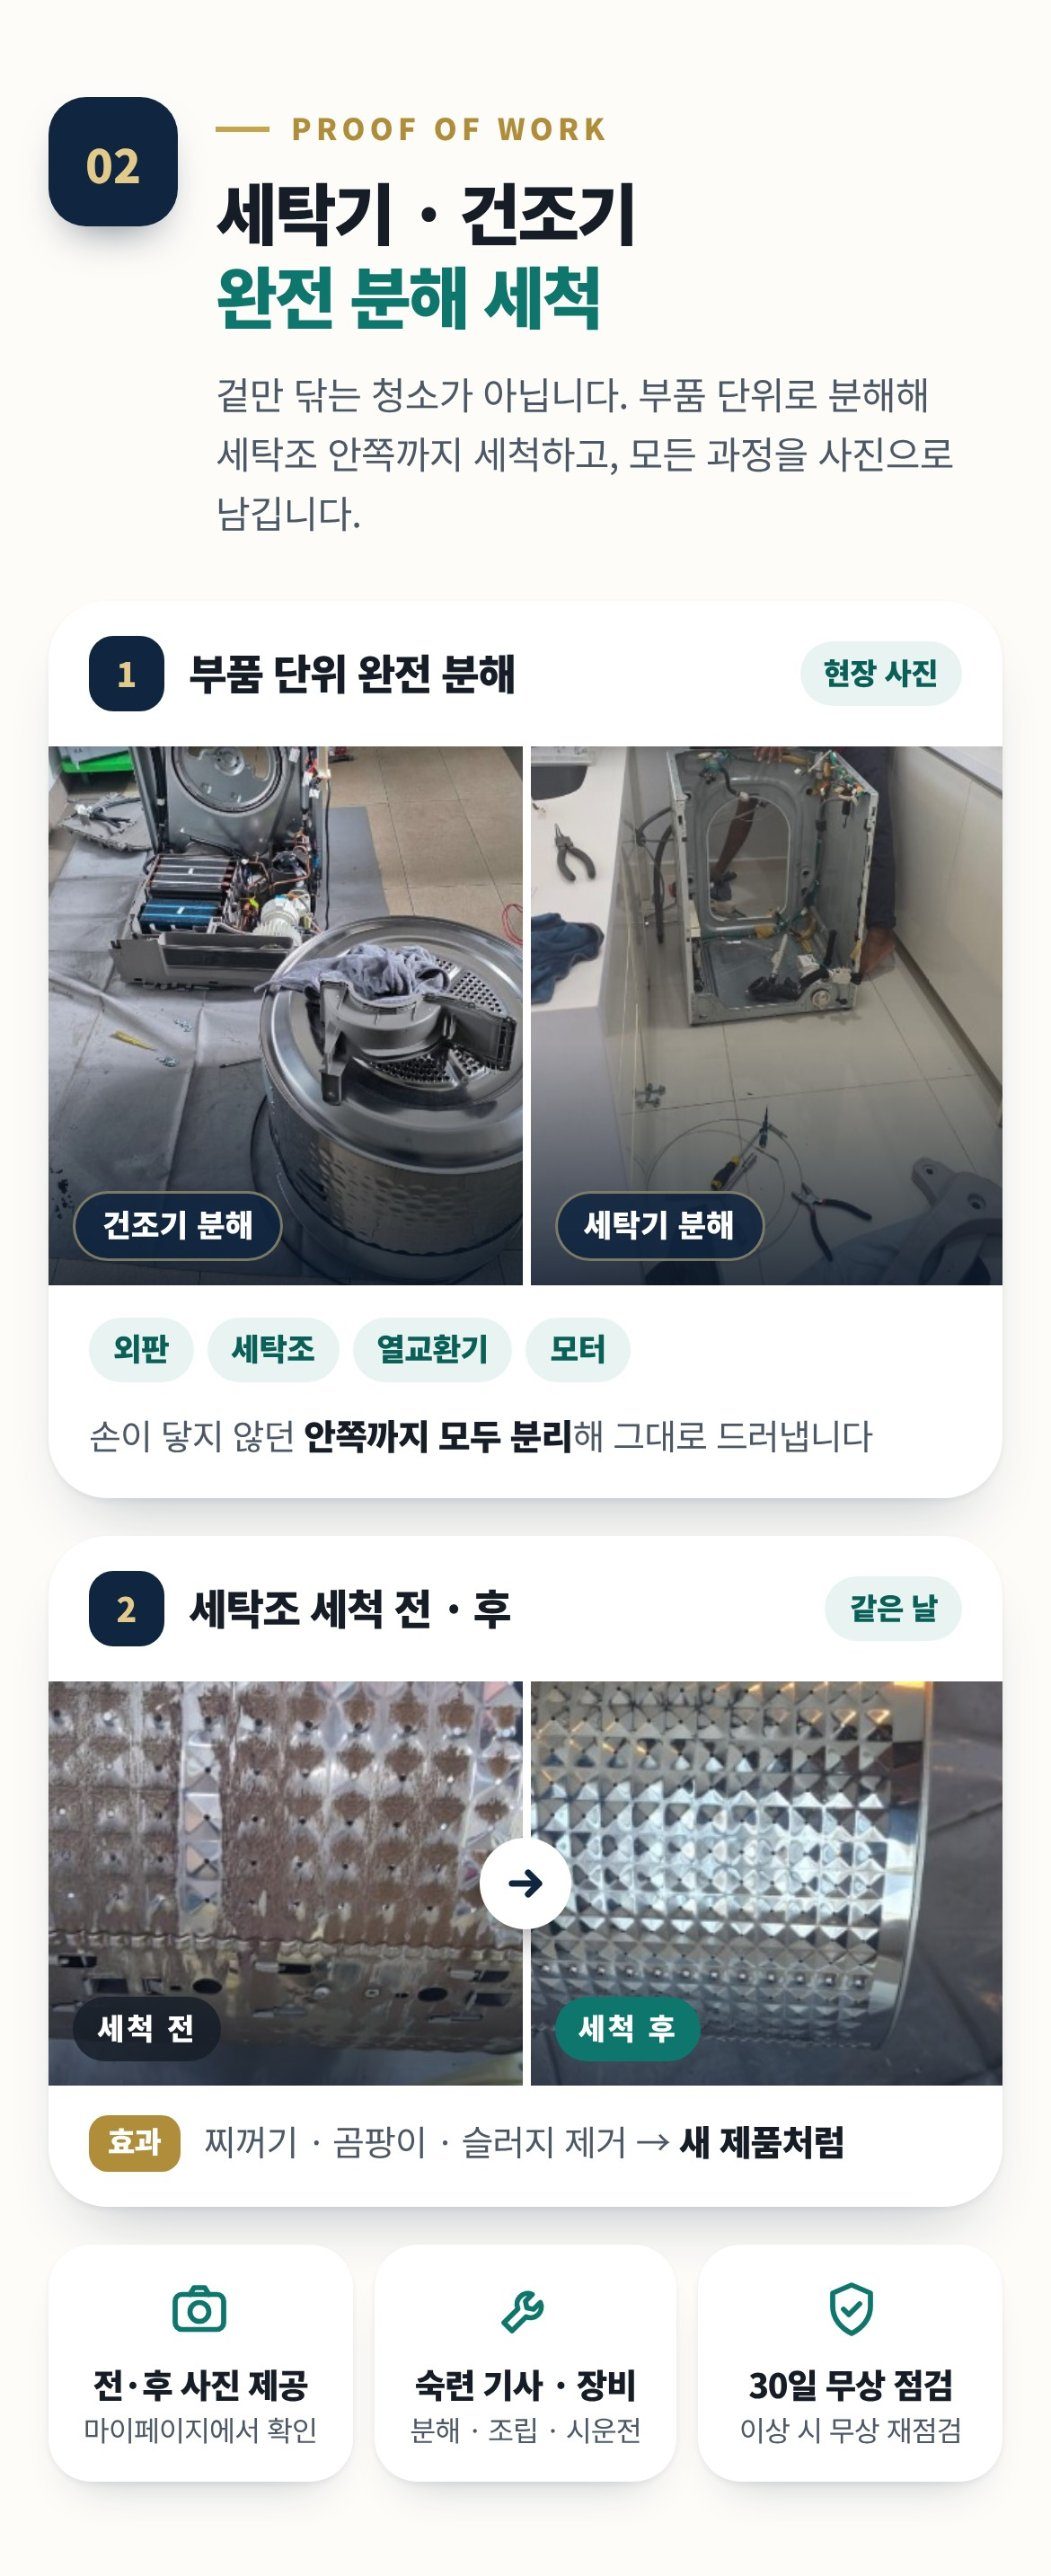 02
PROOF OF WORK
세탁기 · 건조기
완전 분해 세척
겉만 닦는 청소가 아닙니다. 부품 단위로 분해해
세탁조 안쪽까지 세척하고, 모든 과정을 사진으로
남깁니다.
1 부품 단위 완전 분해 현장 사진
건조기 분해 세탁기 분해
외판 세탁조 열교환기 모터
손이 닿지 않던 안쪽까지 모두 분리해 그대로 드러냅니다
2 세탁조 세척 전 · 후 같은 날
→
세척 전 세척 후
효과 찌꺼기 · 곰팡이 · 슬러지 제거 → 새 제품처럼
전·후 사진 제공
마이페이지에서 확인
숙련 기사 · 장비
분해 · 조립 · 시운전
30일 무상 점검
이상 시 무상 재점검